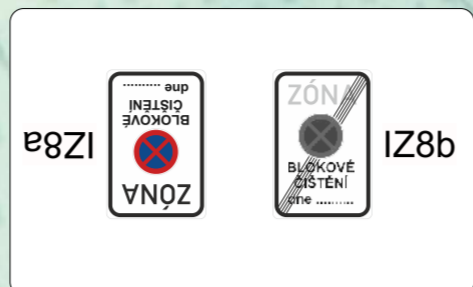 IZ8a
ZÓNA
BLOKOVÉ
ČIŠTĚNÍ
dne ..........
ZÓNA
BLOKOVÉ
ČIŠTĚNÍ
dne .........
IZ8b